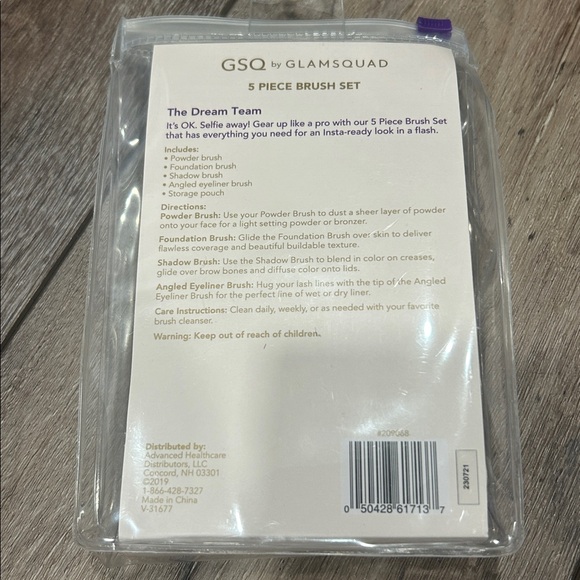 GSQ by GLAMSQUAD
5 PIECE BRUSH SET
The Dream Team
It's OK. Selfie away! Gear up like a pro with our 5 Piece Brush Set
that has everything you need for an Insta-ready look in a flash.
Includes:
• Powder brush
• Foundation brush
• Shadow brush
• Angled eyeliner brush
• Storage pouch
Directions:
Powder Brush: Use your Powder Brush to dust a sheer layer of powder
onto your face for a light setting powder or bronzer.
Foundation Brush: Glide the Foundation Brush over skin to deliver
flawless coverage and beautiful buildable texture.
Shadow Brush: Use the Shadow Brush to blend in color on creases,
glide over brow bones and diffuse color onto lids.
Angled Eyeliner Brush: Hug your lash lines with the tip of the Angled
Eyeliner Brush for the perfect line of wet or dry liner.
Care Instructions: Clean daily, weekly, or as needed with your favorite
brush cleanser.
Warning: Keep out of reach of children.
Distributed by:
Advanced Healthcare
Distributors, LLC
Concord, NH 03301
©2019
1-866-428-7327
Made in China
V-31677
#209068
0 50428 61713 7
230721